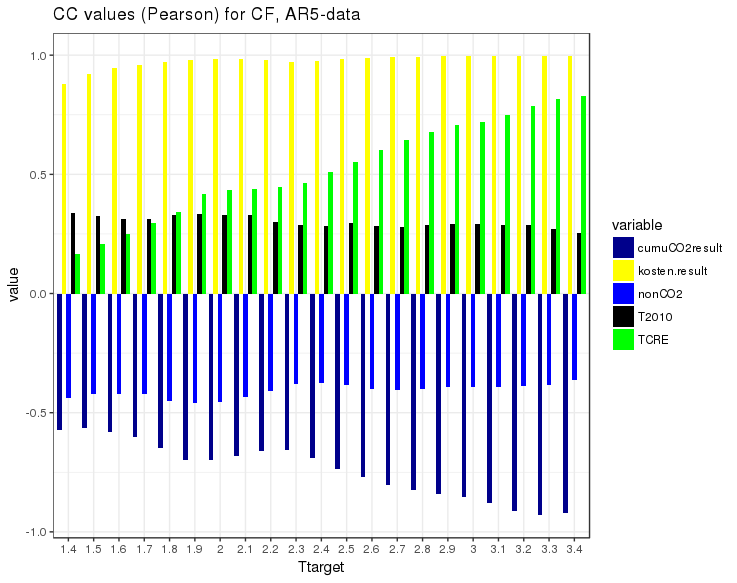 CC values (Pearson) for CF, AR5-data
1.0
0.5
0.0
-0.5
-1.0
value
1.4 1.5 1.6 1.7 1.8 1.9 2 2.1 2.2 2.3 2.4 2.5 2.6 2.7 2.8 2.9 3 3.1 3.2 3.3 3.4
Ttarget
variable
cumuCO2result
kosten.result
nonCO2
T2010
TCRE